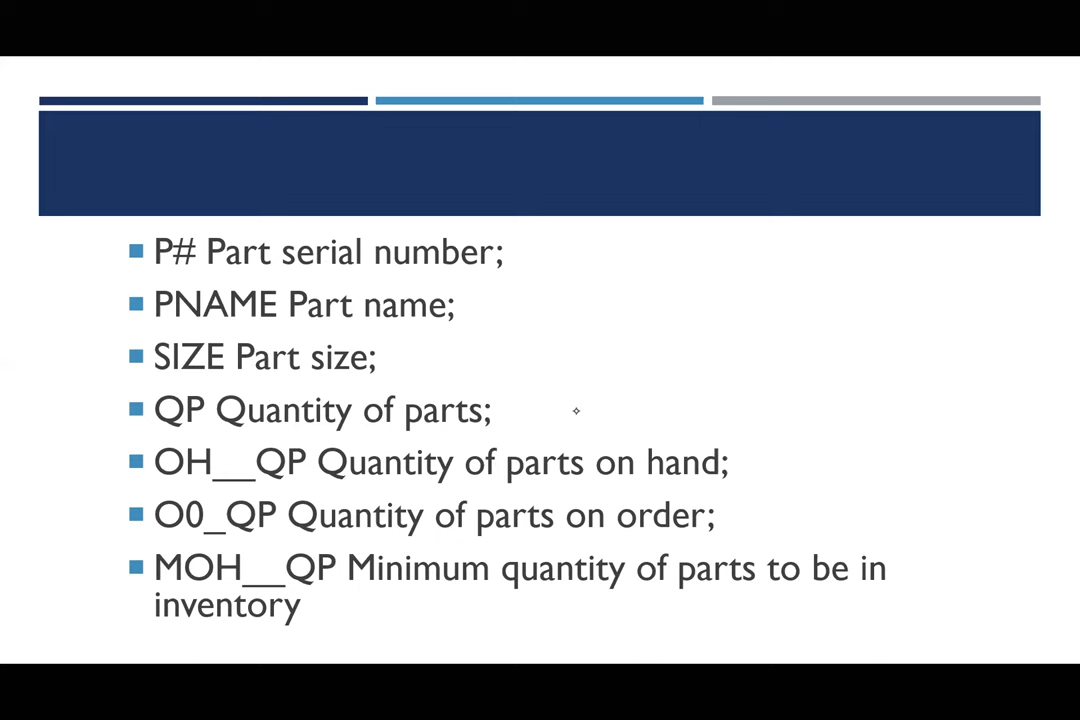 P# Part serial number;
PNAME Part name;
SIZE Part size;
QP Quantity of parts;
OH__QP Quantity of parts on hand;
O0_QP Quantity of parts on order;
MOH__QP Minimum quantity of parts to be in
inventory